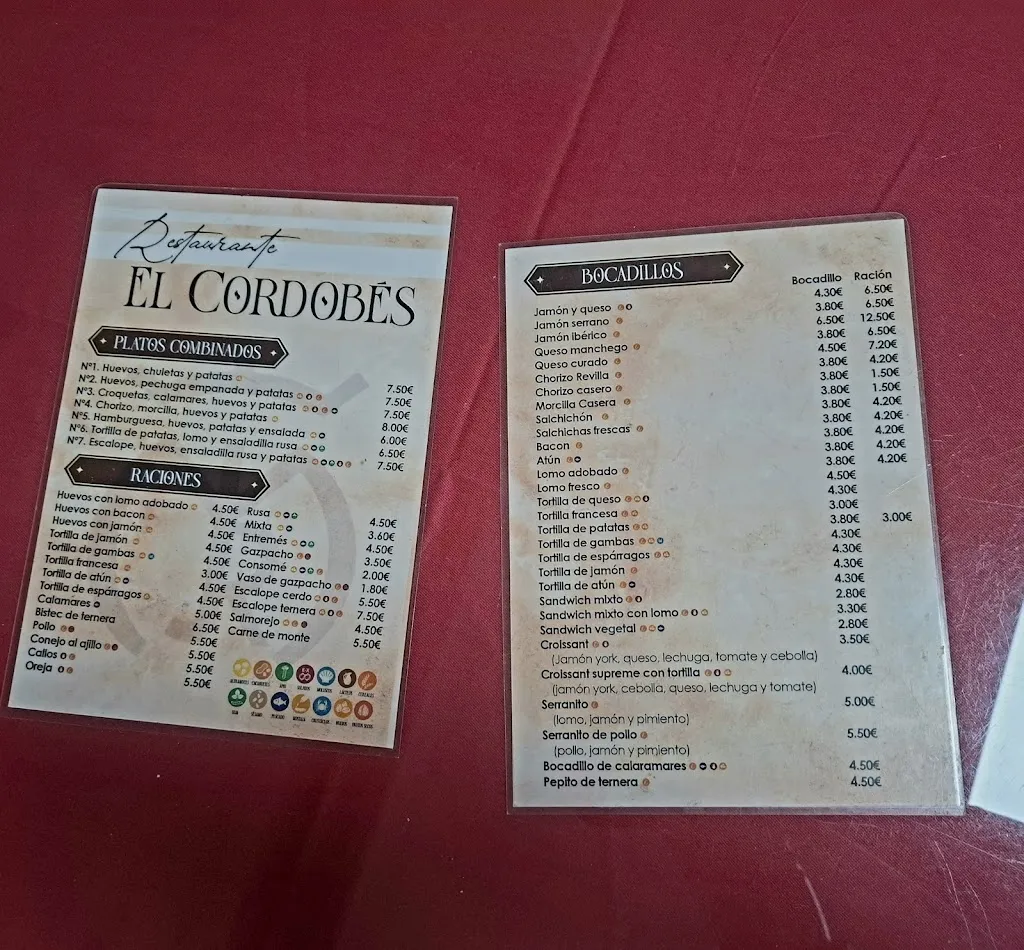 Restaurante
EL CORDOBÉS
PLATOS COMBINADOS
Nº1. Huevos, chuletas y patatas 7.50€
Nº2. Huevos, pechuga empanada y patatas 7.50€
Nº3. Croquetas, calamares, huevos y patatas 7.50€
Nº4. Chorizo, morcilla, huevos y patatas 8.00€
Nº5. Hamburguesa, huevos, patatas y ensalada 6.00€
Nº6. Tortilla de patatas, lomo y ensaladilla rusa 6.50€
Nº7. Escalope, huevos, ensaladilla rusa y patatas 7.50€
RACIONES
Huevos con lomo adobado 4.50€
Huevos con bacon 4.50€
Huevos con jamón 4.50€
Tortilla de jamón 4.50€
Tortilla de gambas 4.50€
Tortilla francesa 3.00€
Tortilla de atún 4.50€
Tortilla de espárragos 4.50€
Calamares 5.00€
Bistec de ternera 6.50€
Pollo 5.50€
Conejo al ajillo 5.50€
Callos 5.50€
Oreja 5.50€
Rusa 4.50€
Mixta 3.60€
Entremés 4.50€
Gazpacho 3.50€
Consomé 2.00€
Vaso de gazpacho 1.80€
Escalope cerdo 5.50€
Escalope ternera 7.50€
Salmorejo 4.50€
Carne de monte 5.50€
BOCADILLOS
Bocadillo Ración
Jamón y queso 4.30€ 6.50€
Jamón serrano 3.80€ 6.50€
Jamón ibérico 6.50€ 12.50€
Queso manchego 3.80€ 6.50€
Queso curado 4.50€ 7.20€
Chorizo Revilla 3.80€ 4.20€
Chorizo casero 3.80€ 1.50€
Morcilla Casera 3.80€ 1.50€
Salchichón 3.80€ 4.20€
Salchichas frescas 3.80€ 4.20€
Bacon 3.80€ 4.20€
Atún 3.80€ 4.20€
Lomo adobado 3.80€ 4.20€
Lomo fresco 4.50€
Tortilla de queso 4.30€
Tortilla francesa 3.00€
Tortilla de patatas 3.80€ 3.00€
Tortilla de gambas 4.30€
Tortilla de espárragos 4.30€
Tortilla de jamón 4.30€
Tortilla de atún 4.30€
Sandwich mixto 2.80€
Sandwich mixto con lomo 3.30€
Sandwich vegetal 2.80€
Croissant 3.50€
(Jamón york, queso, lechuga, tomate y cebolla)
Croissant supreme con tortilla 4.00€
(jamón york, cebolla, queso, lechuga y tomate)
Serranito 5.00€
(lomo, jamón y pimiento)
Serranito de pollo 5.50€
(pollo, jamón y pimiento)
Bocadillo de calaramares 4.50€
Pepito de ternera 4.50€